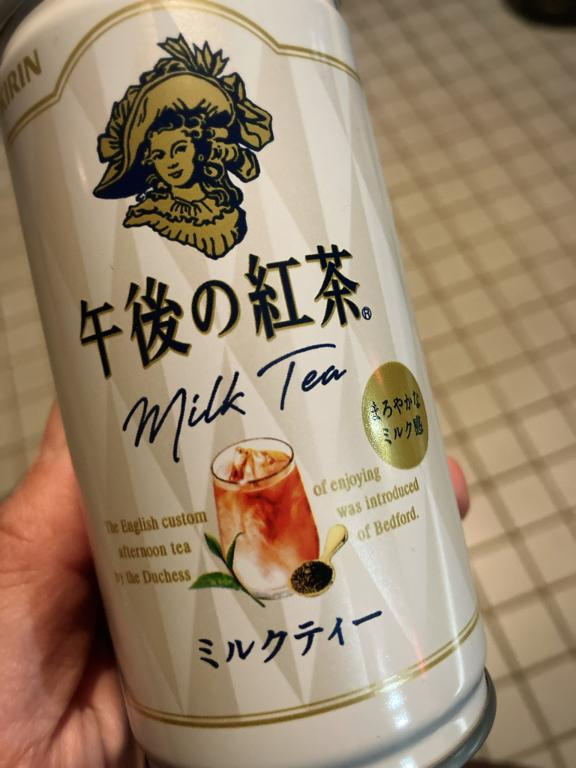 KIRIN
午後の紅茶®
Milk Tea
まろやかな
ミルク感
The English custom of enjoying
afternoon tea was introduced
by the Duchess of Bedford.
ミルクティー